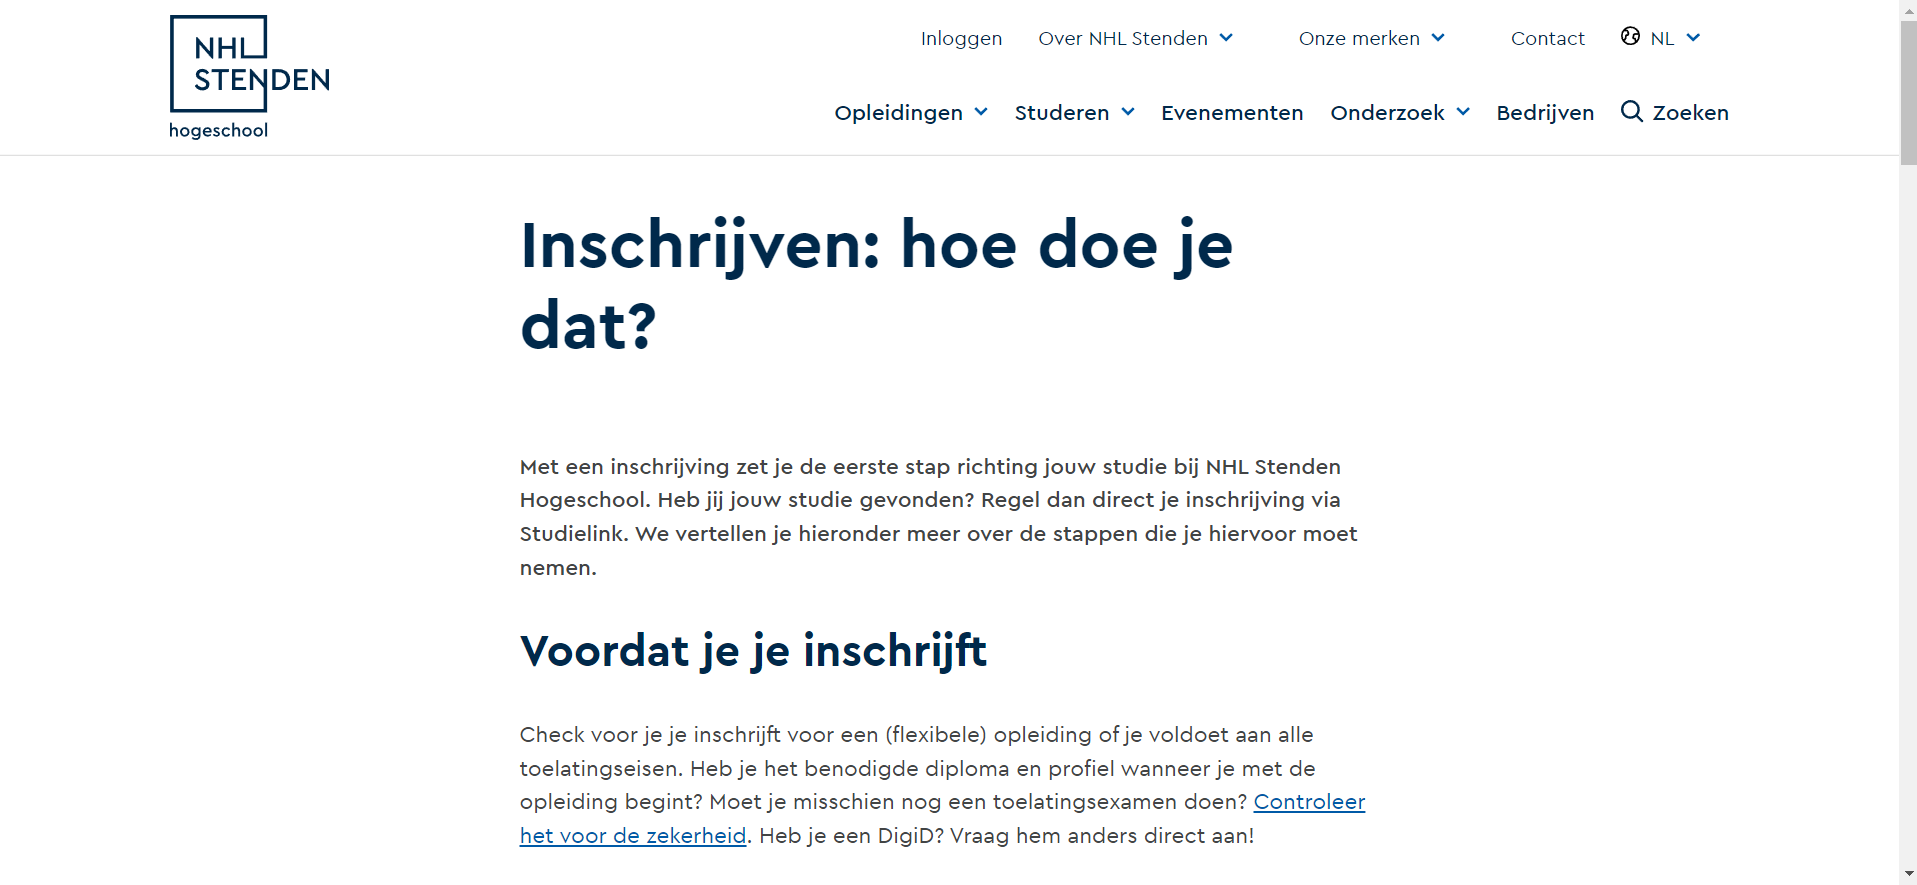 NHL
STENDEN
hogeschool
Inloggen Over NHL Stenden Onze merken Contact NL
Opleidingen Studeren Evenementen Onderzoek Bedrijven Zoeken
Inschrijven: hoe doe je
dat?
Met een inschrijving zet je de eerste stap richting jouw studie bij NHL Stenden
Hogeschool. Heb jij jouw studie gevonden? Regel dan direct je inschrijving via
Studielink. We vertellen je hieronder meer over de stappen die je hiervoor moet
nemen.
Voordat je je inschrijft
Check voor je je inschrijft voor een (flexibele) opleiding of je voldoet aan alle
toelatingseisen. Heb je het benodigde diploma en profiel wanneer je met de
opleiding begint? Moet je misschien nog een toelatingsexamen doen? Controleer
het voor de zekerheid. Heb je een DigiD? Vraag hem anders direct aan!